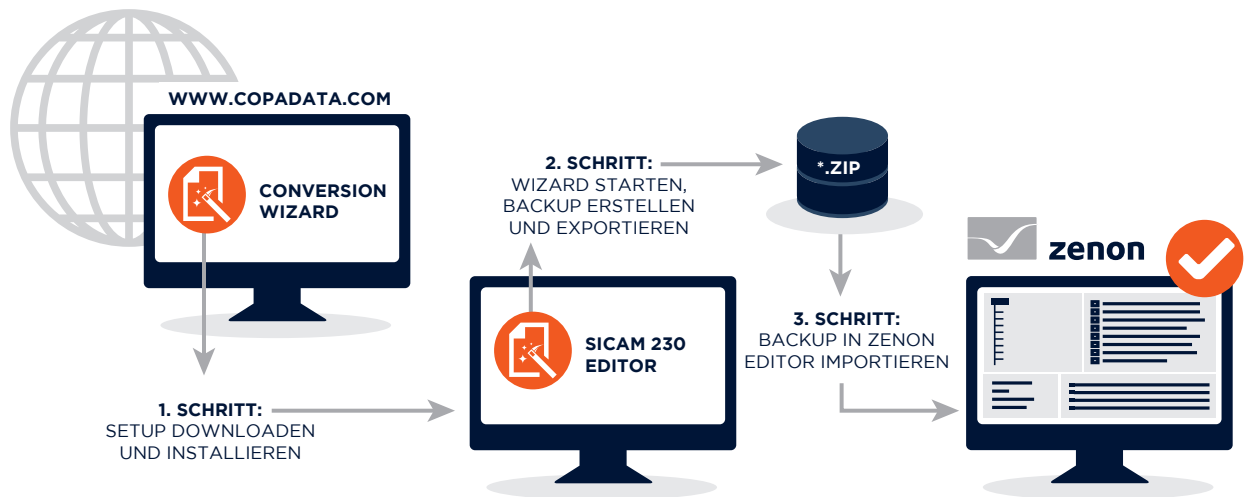 WWW.COPADATA.COM
CONVERSION
WIZARD
1. SCHRITT:
SETUP DOWNLOADEN
UND INSTALLIEREN
SICAM 230
EDITOR
2. SCHRITT:
WIZARD STARTEN,
BACKUP ERSTELLEN
UND EXPORTIEREN
*.ZIP
3. SCHRITT:
BACKUP IN ZENON
EDITOR IMPORTIEREN
zenon